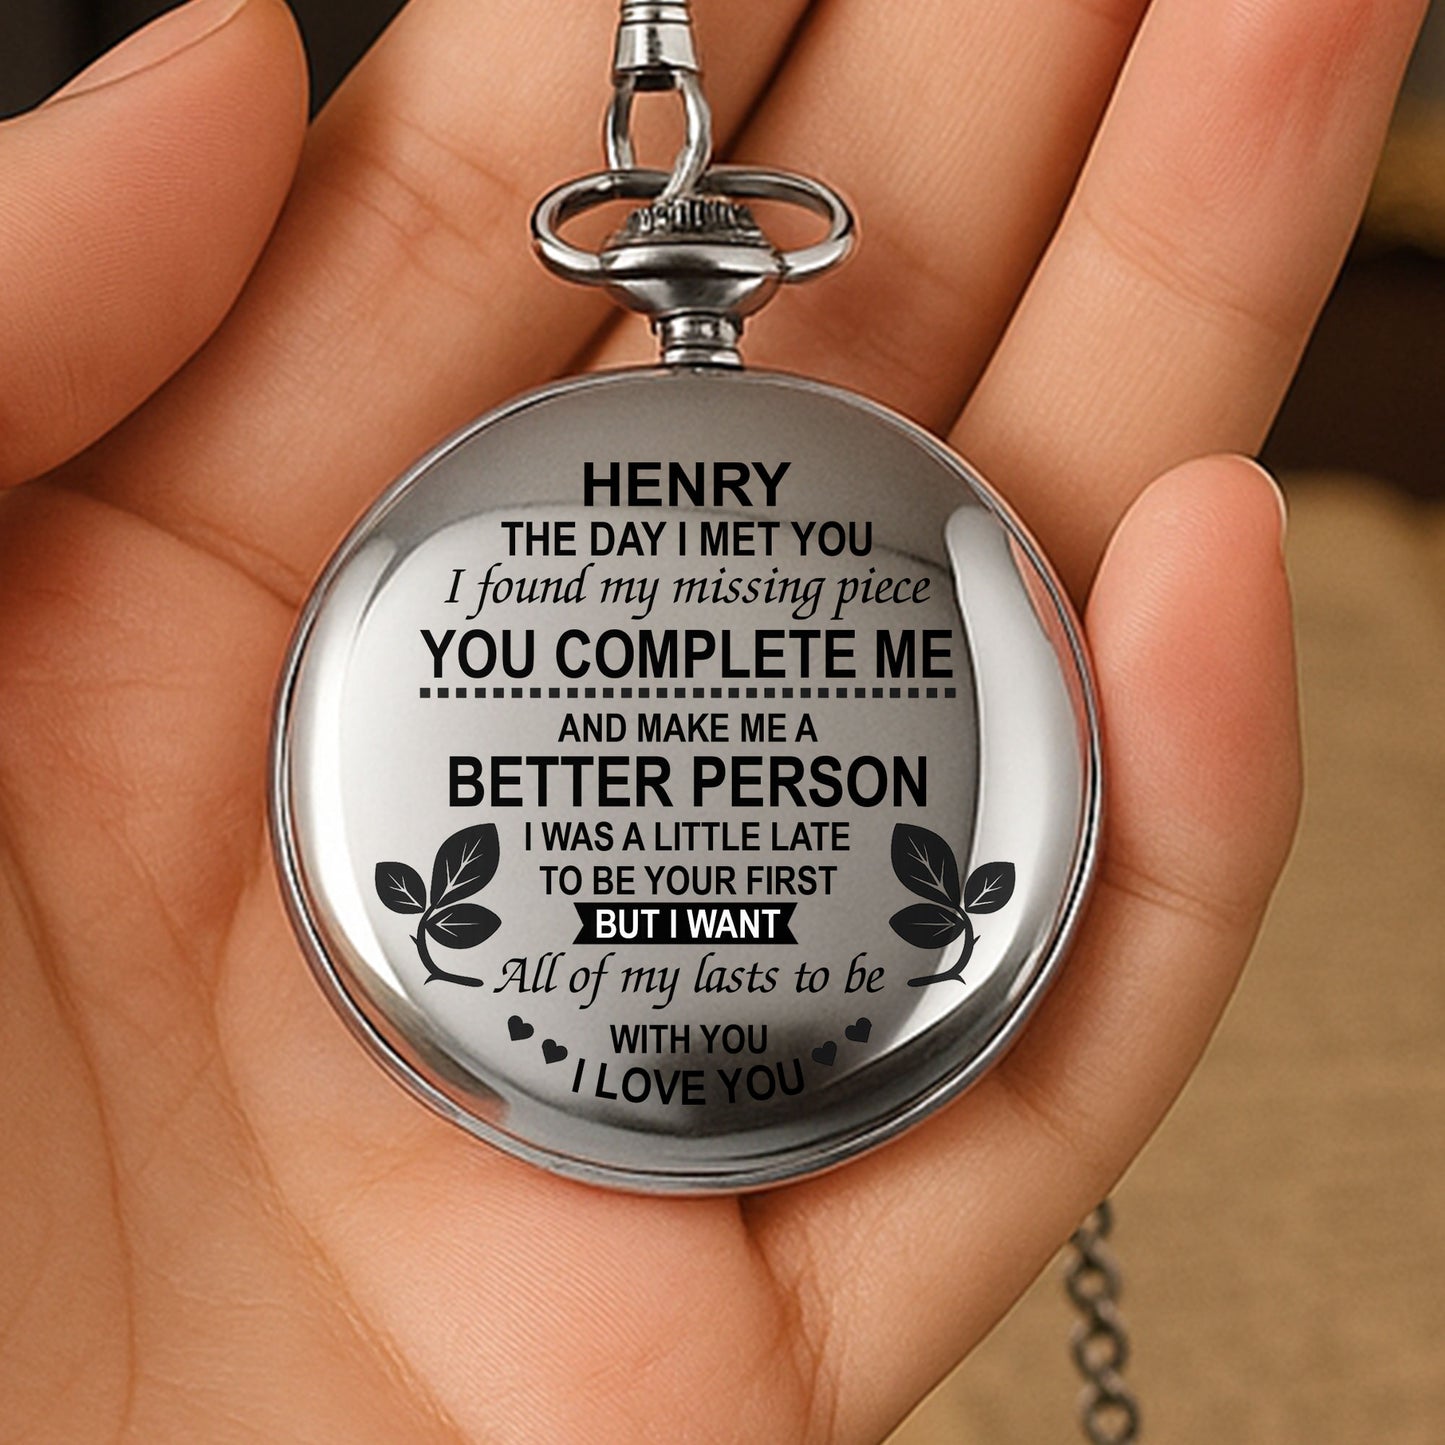 HENRY
THE DAY I MET YOU
I found my missing piece
YOU COMPLETE ME
AND MAKE ME A
BETTER PERSON
I WAS A LITTLE LATE
TO BE YOUR FIRST
BUT I WANT
All of my lasts to be
WITH YOU
I LOVE YOU